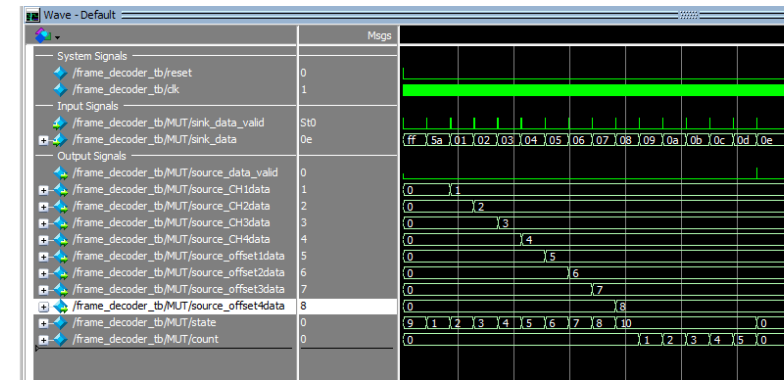 Wave - Default
Msgs
System Signals
/frame_decoder_tb/reset 0
/frame_decoder_tb/clk 1
Input Signals
/frame_decoder_tb/MUT/sink_data_valid St0
/frame_decoder_tb/MUT/sink_data 0e ff 5a 01 02 03 04 05 06 07 08 09 0a 0b 0c 0d 0e
Output Signals
/frame_decoder_tb/MUT/source_data_valid 0
/frame_decoder_tb/MUT/source_CH1data 1 0 1
/frame_decoder_tb/MUT/source_CH2data 2 0 2
/frame_decoder_tb/MUT/source_CH3data 3 0 3
/frame_decoder_tb/MUT/source_CH4data 4 0 4
/frame_decoder_tb/MUT/source_offset1data 5 0 5
/frame_decoder_tb/MUT/source_offset2data 6 0 6
/frame_decoder_tb/MUT/source_offset3data 7 0 7
/frame_decoder_tb/MUT/source_offset4data 8 0 8
/frame_decoder_tb/MUT/state 0 9 1 2 3 4 5 6 7 8 10 0
/frame_decoder_tb/MUT/count 0 0 1 2 3 4 5 0